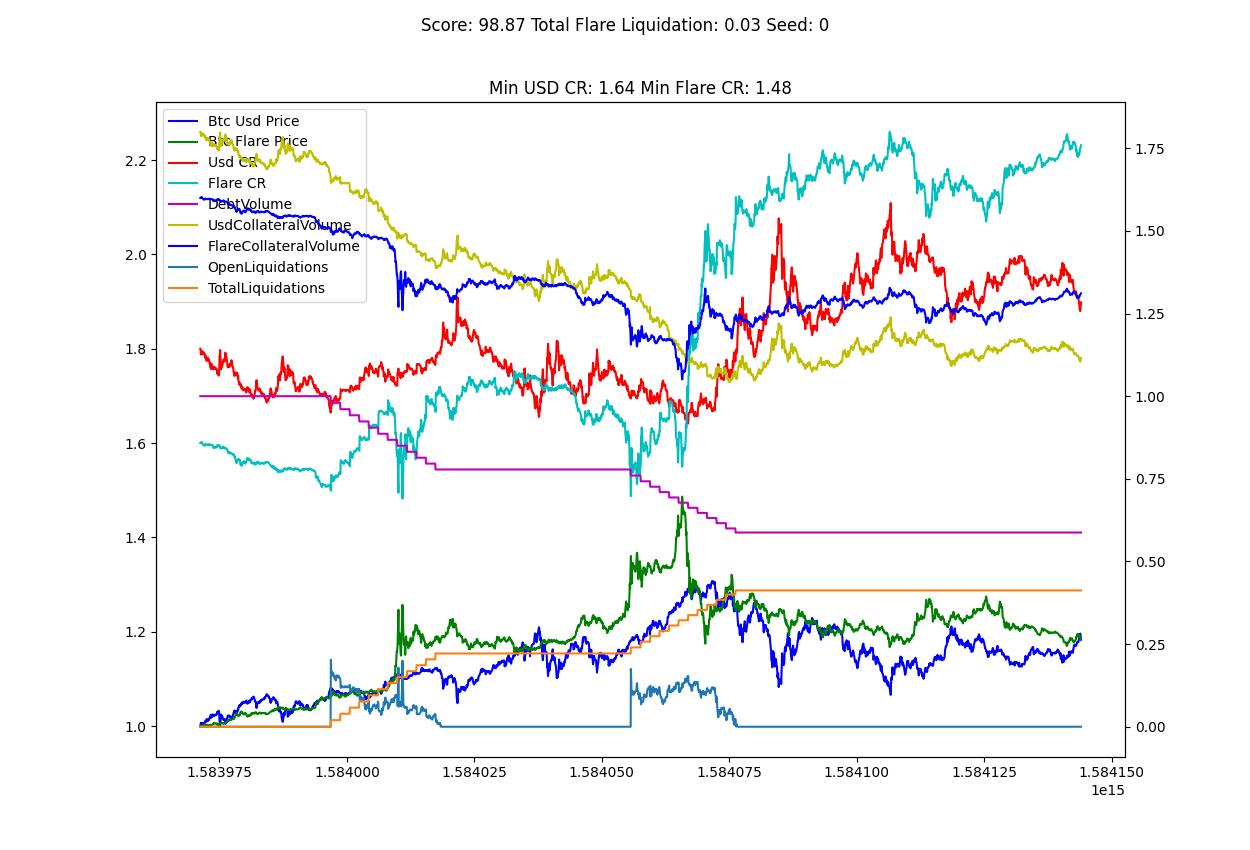 Score: 98.87 Total Flare Liquidation: 0.03 Seed: 0
Min USD CR: 1.64 Min Flare CR: 1.48
Btc Usd Price
Btc Flare Price
Usd CR
Flare CR
DebtVolume
UsdCollateralVolume
FlareCollateralVolume
OpenLiquidations
TotalLiquidations
2.2
2.0
1.8
1.6
1.4
1.2
1.0
1.75
1.50
1.25
1.00
0.75
0.50
0.25
0.00
1.583975 1.584000 1.584025 1.584050 1.584075 1.584100 1.584125 1.584150
1e15